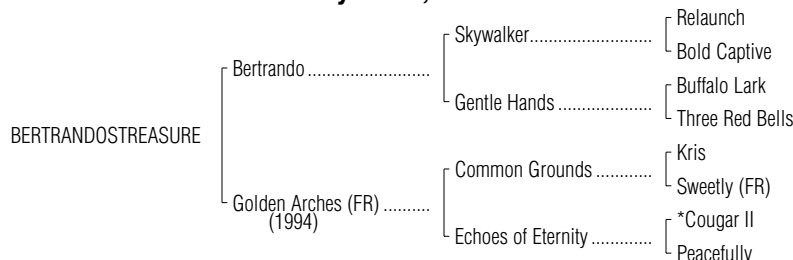 Relaunch
Skywalker
Bold Captive
Bertrando
Buffalo Lark
Gentle Hands
Three Red Bells
BERTRANDOSTREASURE
Kris
Common Grounds
Sweetly (FR)
Golden Arches (FR)
(1994)
*Cougar II
Echoes of Eternity
Peacefully